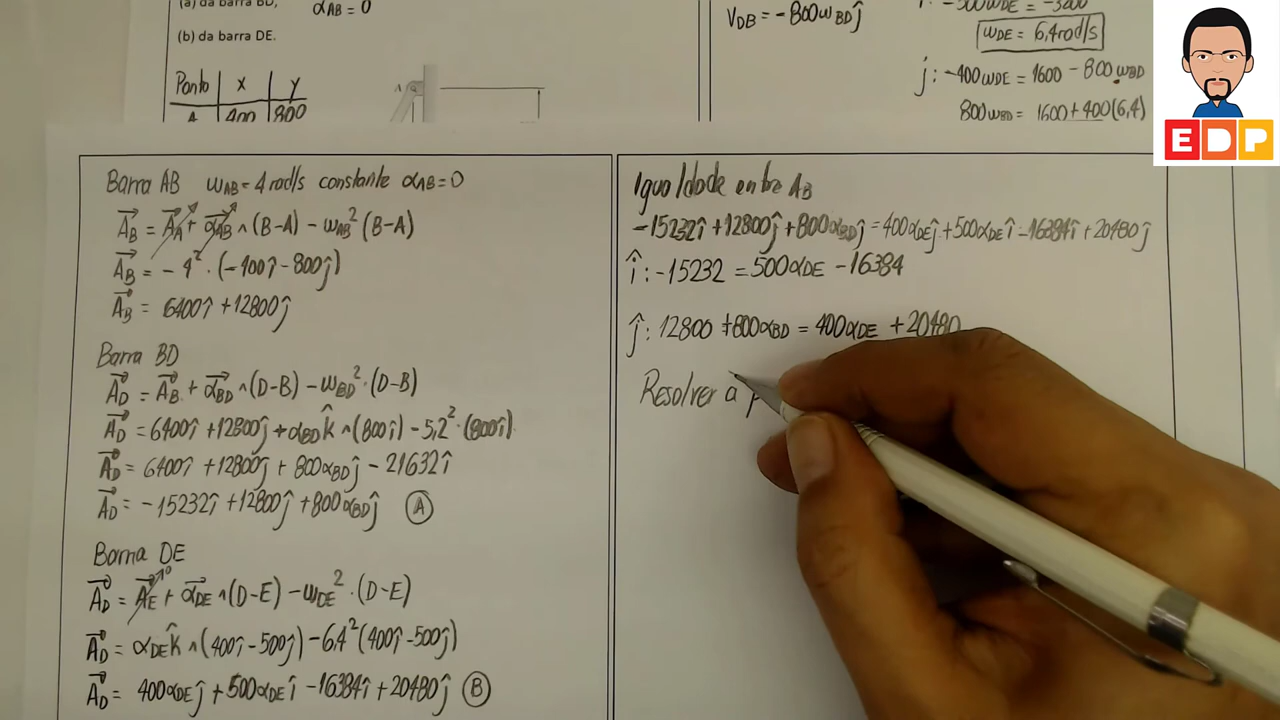 (a) da barra BD,
αAB = 0
(b) da barra DE.
Ponto x y
A 400 800
VDB = -800ωBD ĵ
î: -500ωDE = -3200
ωDE = 6,4rad/s
j: -400ωDE = 1600 - 800ωBD
800ωBD = 1600 + 400(6,4)
EDP
Barra AB ωAB = 4 rad/s constante αAB = 0
AB = AA + αAB ∧ (B-A) - ωAB² (B-A)
AB = -4² · (-400î - 800ĵ)
AB = 6400î + 12800ĵ
Barra BD
AD = AB + αBD ∧ (D-B) - ωBD² · (D-B)
AD = 6400î + 12800ĵ + αBD k̂ ∧ (800î) - 5,2² · (800î)
AD = 6400î + 12800ĵ + 800αBD ĵ - 21632î
AD = -15232î + 12800ĵ + 800αBD ĵ (A)
Barra DE
AD = AE⁰ + αDE ∧ (D-E) - ωDE² · (D-E)
AD = αDE k̂ ∧ (400î - 500ĵ) - 6,4² (400î - 500ĵ)
AD = 400αDE ĵ + 500αDE î - 16384î + 20480ĵ (B)
Igualdade entre AB
-15232î + 12800ĵ + 800αBD ĵ = 400αDE ĵ + 500αDE î - 16384î + 20480ĵ
î: -15232 = 500αDE - 16384
ĵ: 12800 + 800αBD = 400αDE + 20480
Resolver a